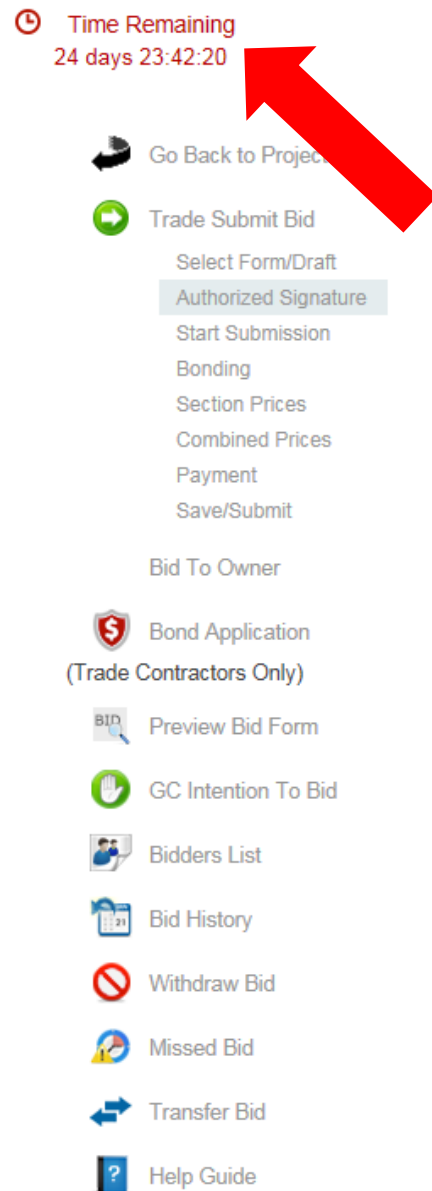 Time Remaining
24 days 23:42:20
Go Back to Project
Trade Submit Bid
Select Form/Draft
Authorized Signature
Start Submission
Bonding
Section Prices
Combined Prices
Payment
Save/Submit
Bid To Owner
$ Bond Application
(Trade Contractors Only)
BID Preview Bid Form
GC Intention To Bid
Bidders List
21 Bid History
Withdraw Bid
! Missed Bid
Transfer Bid
? Help Guide